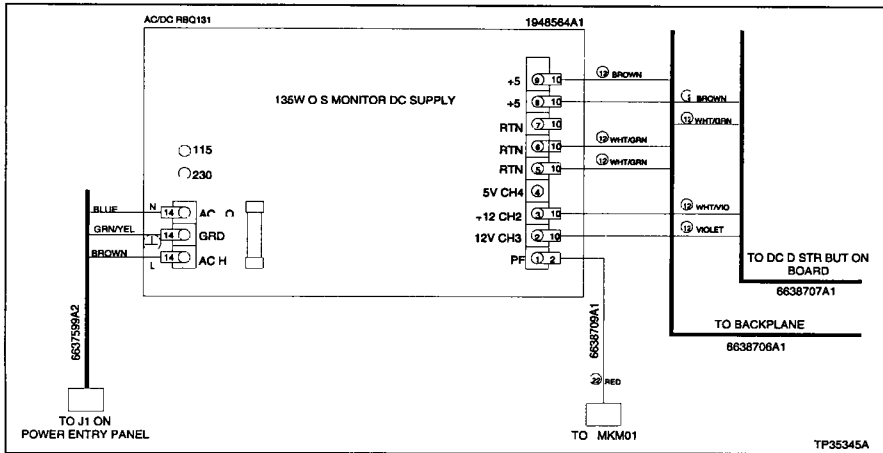 AC/DC RBQ131
1948564A1
135W O S MONITOR DC SUPPLY
115
230
+5 9 10 12 BROWN
+5 8 10 BROWN
RTN 7 10 12 WHT/GRN
RTN 6 10 12 WHT/GRN
RTN 5 10 12 WHT/GRN
5V CH4 4
+12 CH2 3 10 12 WHT/VIO
12V CH3 2 10 12 VIOLET
PF 1 2
BLUE N 14 AC
GRN/YEL 14 GRD
BROWN L 14 AC H
6637599A2
TO J1 ON
POWER ENTRY PANEL
6638709A1
22 RED
TO MKM01
TO DC D STR BUT ON
BOARD
6638707A1
TO BACKPLANE
6638706A1
TP35345A